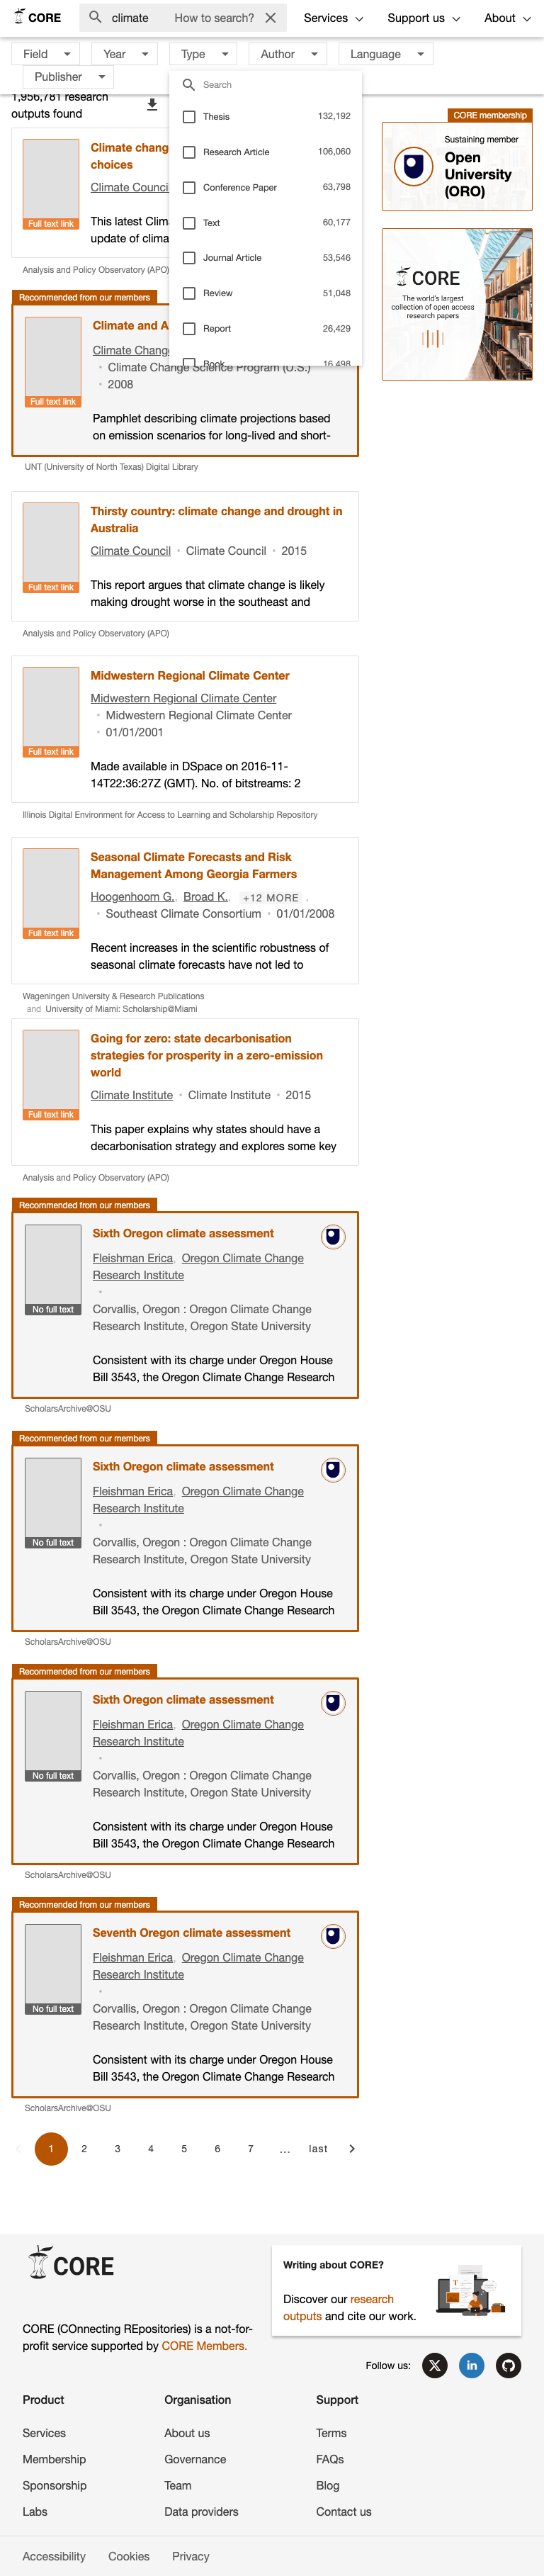 CORE
climate
How to search?
Services
Support us
About
Field
Year
Type
Author
Language
Publisher
1,956,781 research
outputs found
Search
Thesis 132,192
Research Article 106,060
Conference Paper 63,798
Text 60,177
Journal Article 53,546
Review 51,048
Report 26,429
Book 16,498
CORE membership
Sustaining member
Open
University
(ORO)
CORE
The world's largest
collection of open access
research papers
Climate chang
choices
Climate Counci
This latest Clim
update of clima
Full text link
Analysis and Policy Observatory (APO)
Recommended from our members
Climate and A
Climate Change
• Climate Change Science Program (U.S.)
• 2008
Full text link
Pamphlet describing climate projections based
on emission scenarios for long-lived and short-
UNT (University of North Texas) Digital Library
Thirsty country: climate change and drought in
Australia
Climate Council • Climate Council • 2015
Full text link
This report argues that climate change is likely
making drought worse in the southeast and
Analysis and Policy Observatory (APO)
Midwestern Regional Climate Center
Midwestern Regional Climate Center
• Midwestern Regional Climate Center
• 01/01/2001
Full text link
Made available in DSpace on 2016-11-
14T22:36:27Z (GMT). No. of bitstreams: 2
Illinois Digital Environment for Access to Learning and Scholarship Repository
Seasonal Climate Forecasts and Risk
Management Among Georgia Farmers
Hoogenhoom G., Broad K., +12 MORE ,
• Southeast Climate Consortium • 01/01/2008
Full text link
Recent increases in the scientific robustness of
seasonal climate forecasts have not led to
Wageningen University & Research Publications
and University of Miami: Scholarship@Miami
Going for zero: state decarbonisation
strategies for prosperity in a zero-emission
world
Climate Institute • Climate Institute • 2015
Full text link
This paper explains why states should have a
decarbonisation strategy and explores some key
Analysis and Policy Observatory (APO)
Recommended from our members
Sixth Oregon climate assessment
Fleishman Erica, Oregon Climate Change
Research Institute
•
Corvallis, Oregon : Oregon Climate Change
Research Institute, Oregon State University
No full text
Consistent with its charge under Oregon House
Bill 3543, the Oregon Climate Change Research
ScholarsArchive@OSU
Recommended from our members
Sixth Oregon climate assessment
Fleishman Erica, Oregon Climate Change
Research Institute
•
Corvallis, Oregon : Oregon Climate Change
Research Institute, Oregon State University
No full text
Consistent with its charge under Oregon House
Bill 3543, the Oregon Climate Change Research
ScholarsArchive@OSU
Recommended from our members
Sixth Oregon climate assessment
Fleishman Erica, Oregon Climate Change
Research Institute
•
Corvallis, Oregon : Oregon Climate Change
Research Institute, Oregon State University
No full text
Consistent with its charge under Oregon House
Bill 3543, the Oregon Climate Change Research
ScholarsArchive@OSU
Recommended from our members
Seventh Oregon climate assessment
Fleishman Erica, Oregon Climate Change
Research Institute
•
Corvallis, Oregon : Oregon Climate Change
Research Institute, Oregon State University
No full text
Consistent with its charge under Oregon House
Bill 3543, the Oregon Climate Change Research
ScholarsArchive@OSU
1 2 3 4 5 6 7 ... last
CORE
CORE (COnnecting REpositories) is a not-for-
profit service supported by CORE Members.
Writing about CORE?
Discover our research
outputs and cite our work.
Follow us:
Product
Services
Membership
Sponsorship
Labs
Organisation
About us
Governance
Team
Data providers
Support
Terms
FAQs
Blog
Contact us
Accessibility
Cookies
Privacy